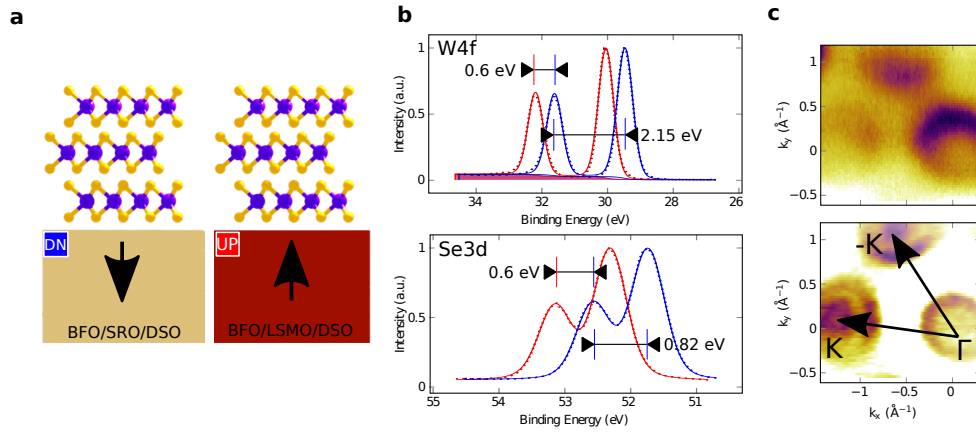 a
DN
BFO/SRO/DSO
UP
BFO/LSMO/DSO
b
W4f
0.6 eV
2.15 eV
Intensity (a.u.)
1
0.5
0
34
32
30
28
26
Binding Energy (eV)
Se3d
0.6 eV
0.82 eV
Intensity (a.u.)
1
0.5
0
55
54
53
52
51
Binding Energy (eV)
c
kᵧ (Å⁻¹)
1
0.5
0
−0.5
-K
K
Γ
kᵧ (Å⁻¹)
1
0.5
0
−0.5
−1
−0.5
0
kₓ (Å⁻¹)